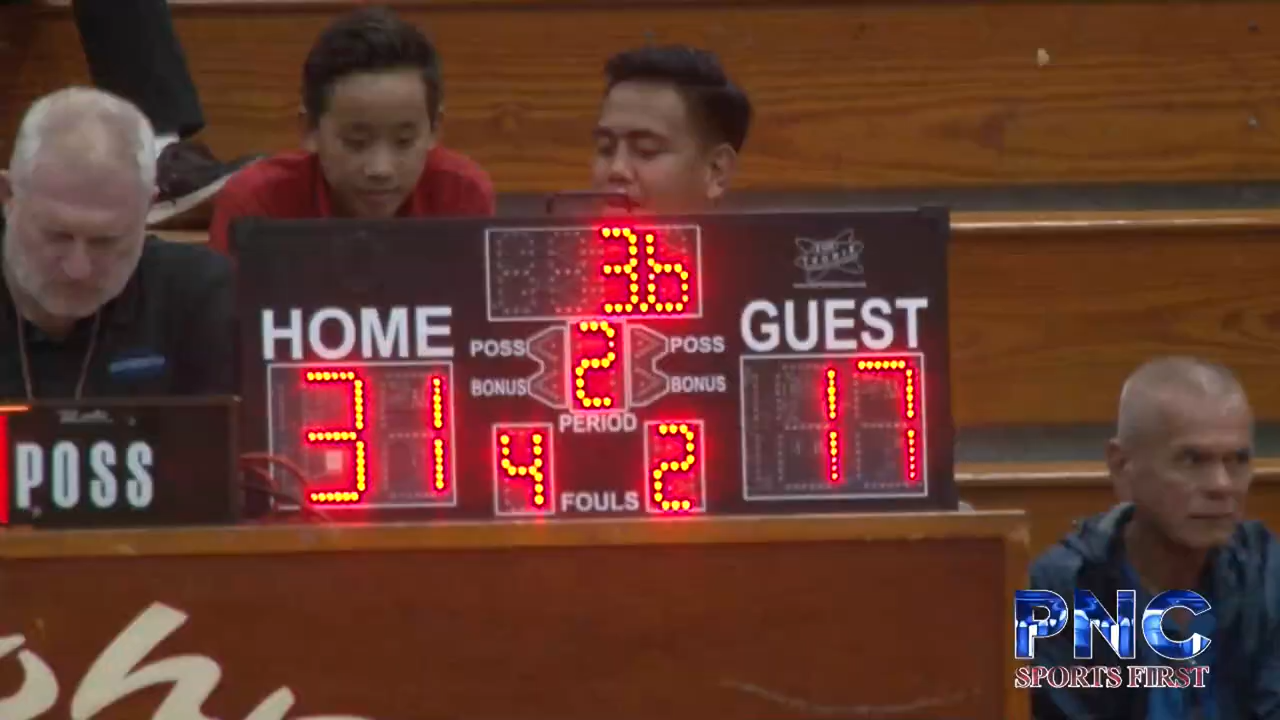 36
HOME
GUEST
POSS 2 POSS
BONUS BONUS
PERIOD
31
17
4 FOULS 2
POSS
PNC
SPORTS FIRST